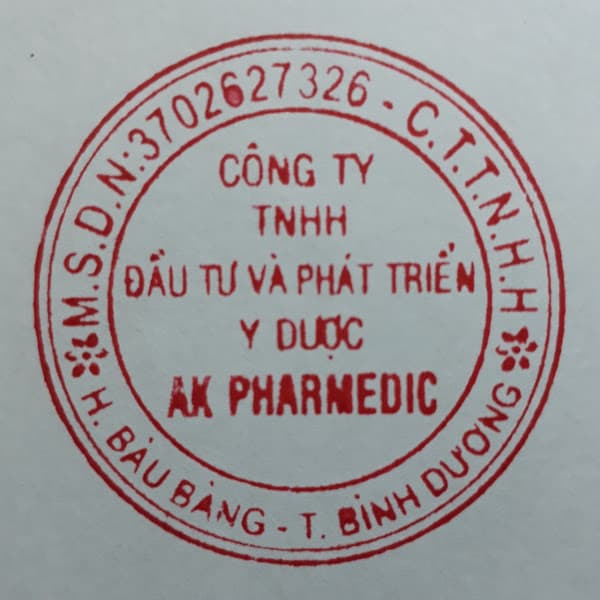 M.S.D.N:3702627326 - C.T.T.N.H.H
CÔNG TY
TNHH
ĐẦU TƯ VÀ PHÁT TRIỂN
Y DƯỢC
AK PHARMEDIC
H. BÀU BÀNG - T. BÌNH DƯƠNG